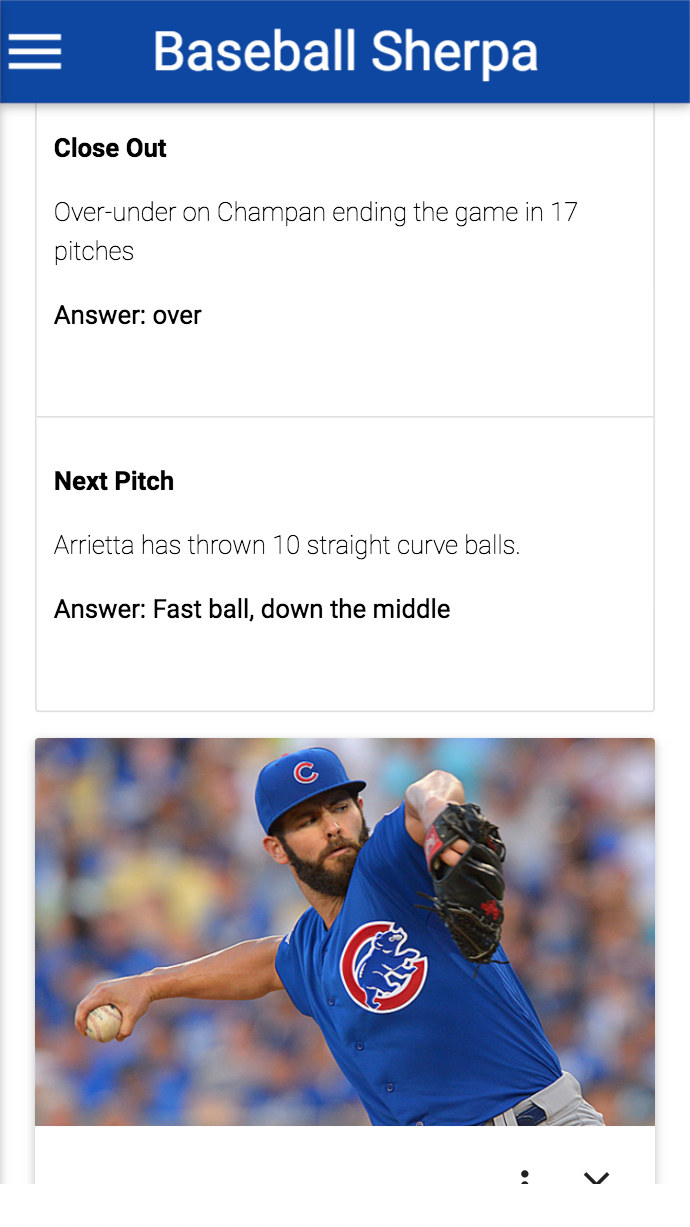 Baseball Sherpa
Close Out
Over-under on Champan ending the game in 17
pitches
Answer: over
Next Pitch
Arrietta has thrown 10 straight curve balls.
Answer: Fast ball, down the middle
C